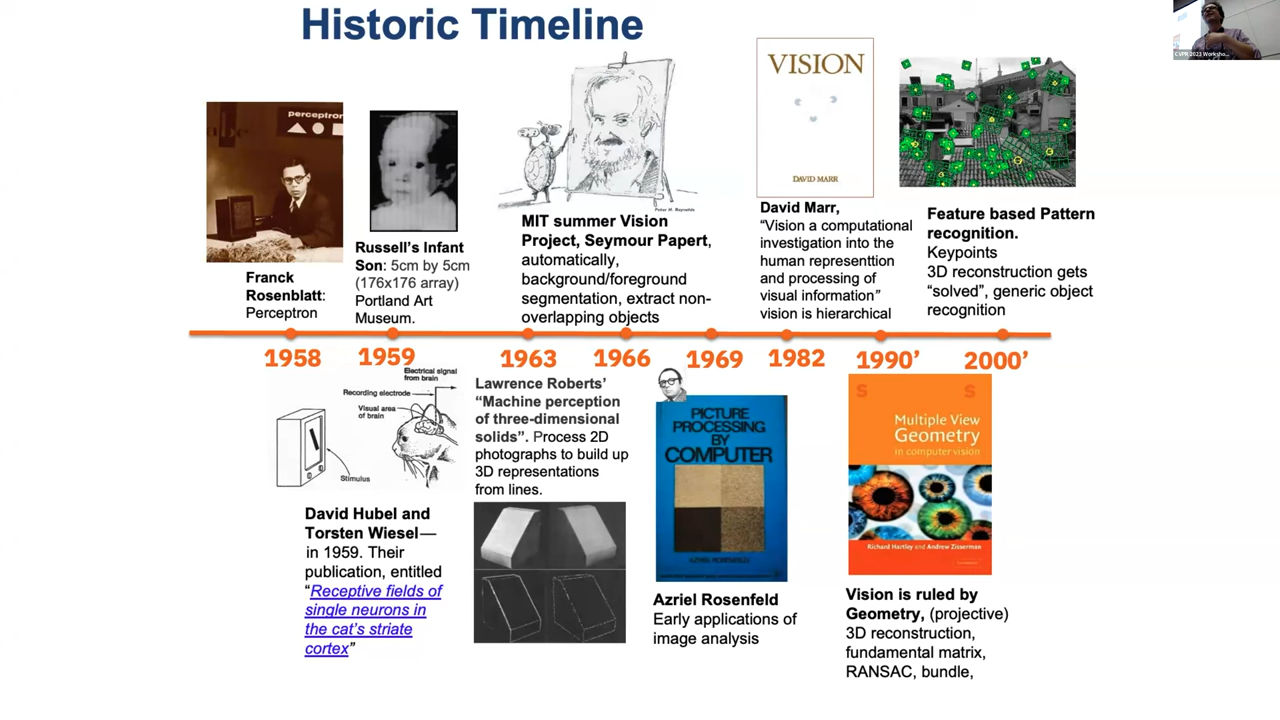 Historic Timeline
CVPR 2023 Worksho...
perceptron
Franck
Rosenblatt:
Perceptron
Russell's Infant
Son: 5cm by 5cm
(176x176 array)
Portland Art
Museum.
Peter M. Reynolds
MIT summer Vision
Project, Seymour Papert,
automatically,
background/foreground
segmentation, extract non-
overlapping objects
VISION
DAVID MARR
David Marr,
“Vision a computational
investigation into the
human representtion
and processing of
visual information”
vision is hierarchical
Feature based Pattern
recognition.
Keypoints
3D reconstruction gets
“solved”, generic object
recognition
1958
1959
1963
1966
1969
1982
1990’
2000’
Electrical signal
from brain
Recording electrode
Visual area
of brain
Stimulus
David Hubel and
Torsten Wiesel—
in 1959. Their
publication, entitled
“Receptive fields of
single neurons in
the cat’s striate
cortex”
Lawrence Roberts’
“Machine perception
of three-dimensional
solids”. Process 2D
photographs to build up
3D representations
from lines.
PICTURE
PROCESSING
BY
COMPUTER
AZRIEL ROSENFELD
Azriel Rosenfeld
Early applications of
image analysis
S S
Multiple View
Geometry
in computer vision
Richard Hartley and Andrew Zisserman
Vision is ruled by
Geometry, (projective)
3D reconstruction,
fundamental matrix,
RANSAC, bundle,